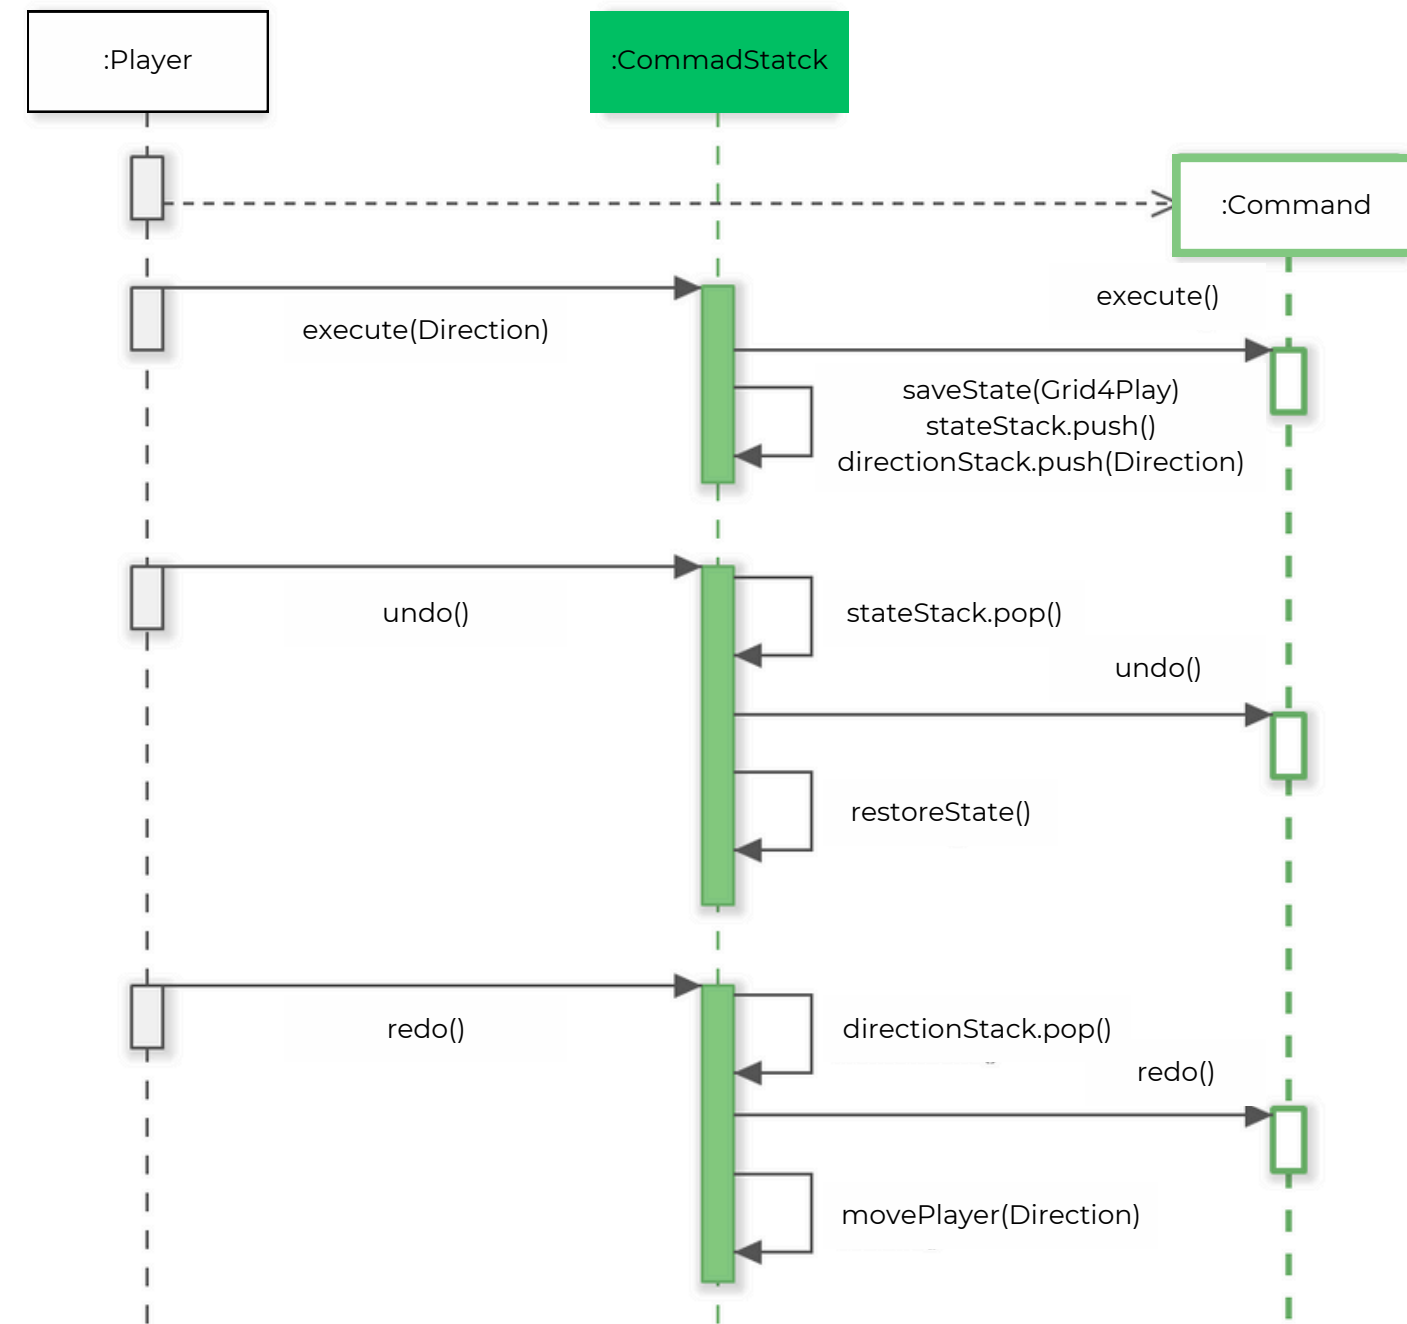 :Player
:CommadStatck
:Command
execute()
execute(Direction)
saveState(Grid4Play)
stateStack.push()
directionStack.push(Direction)
undo()
stateStack.pop()
undo()
restoreState()
redo()
directionStack.pop()
redo()
movePlayer(Direction)